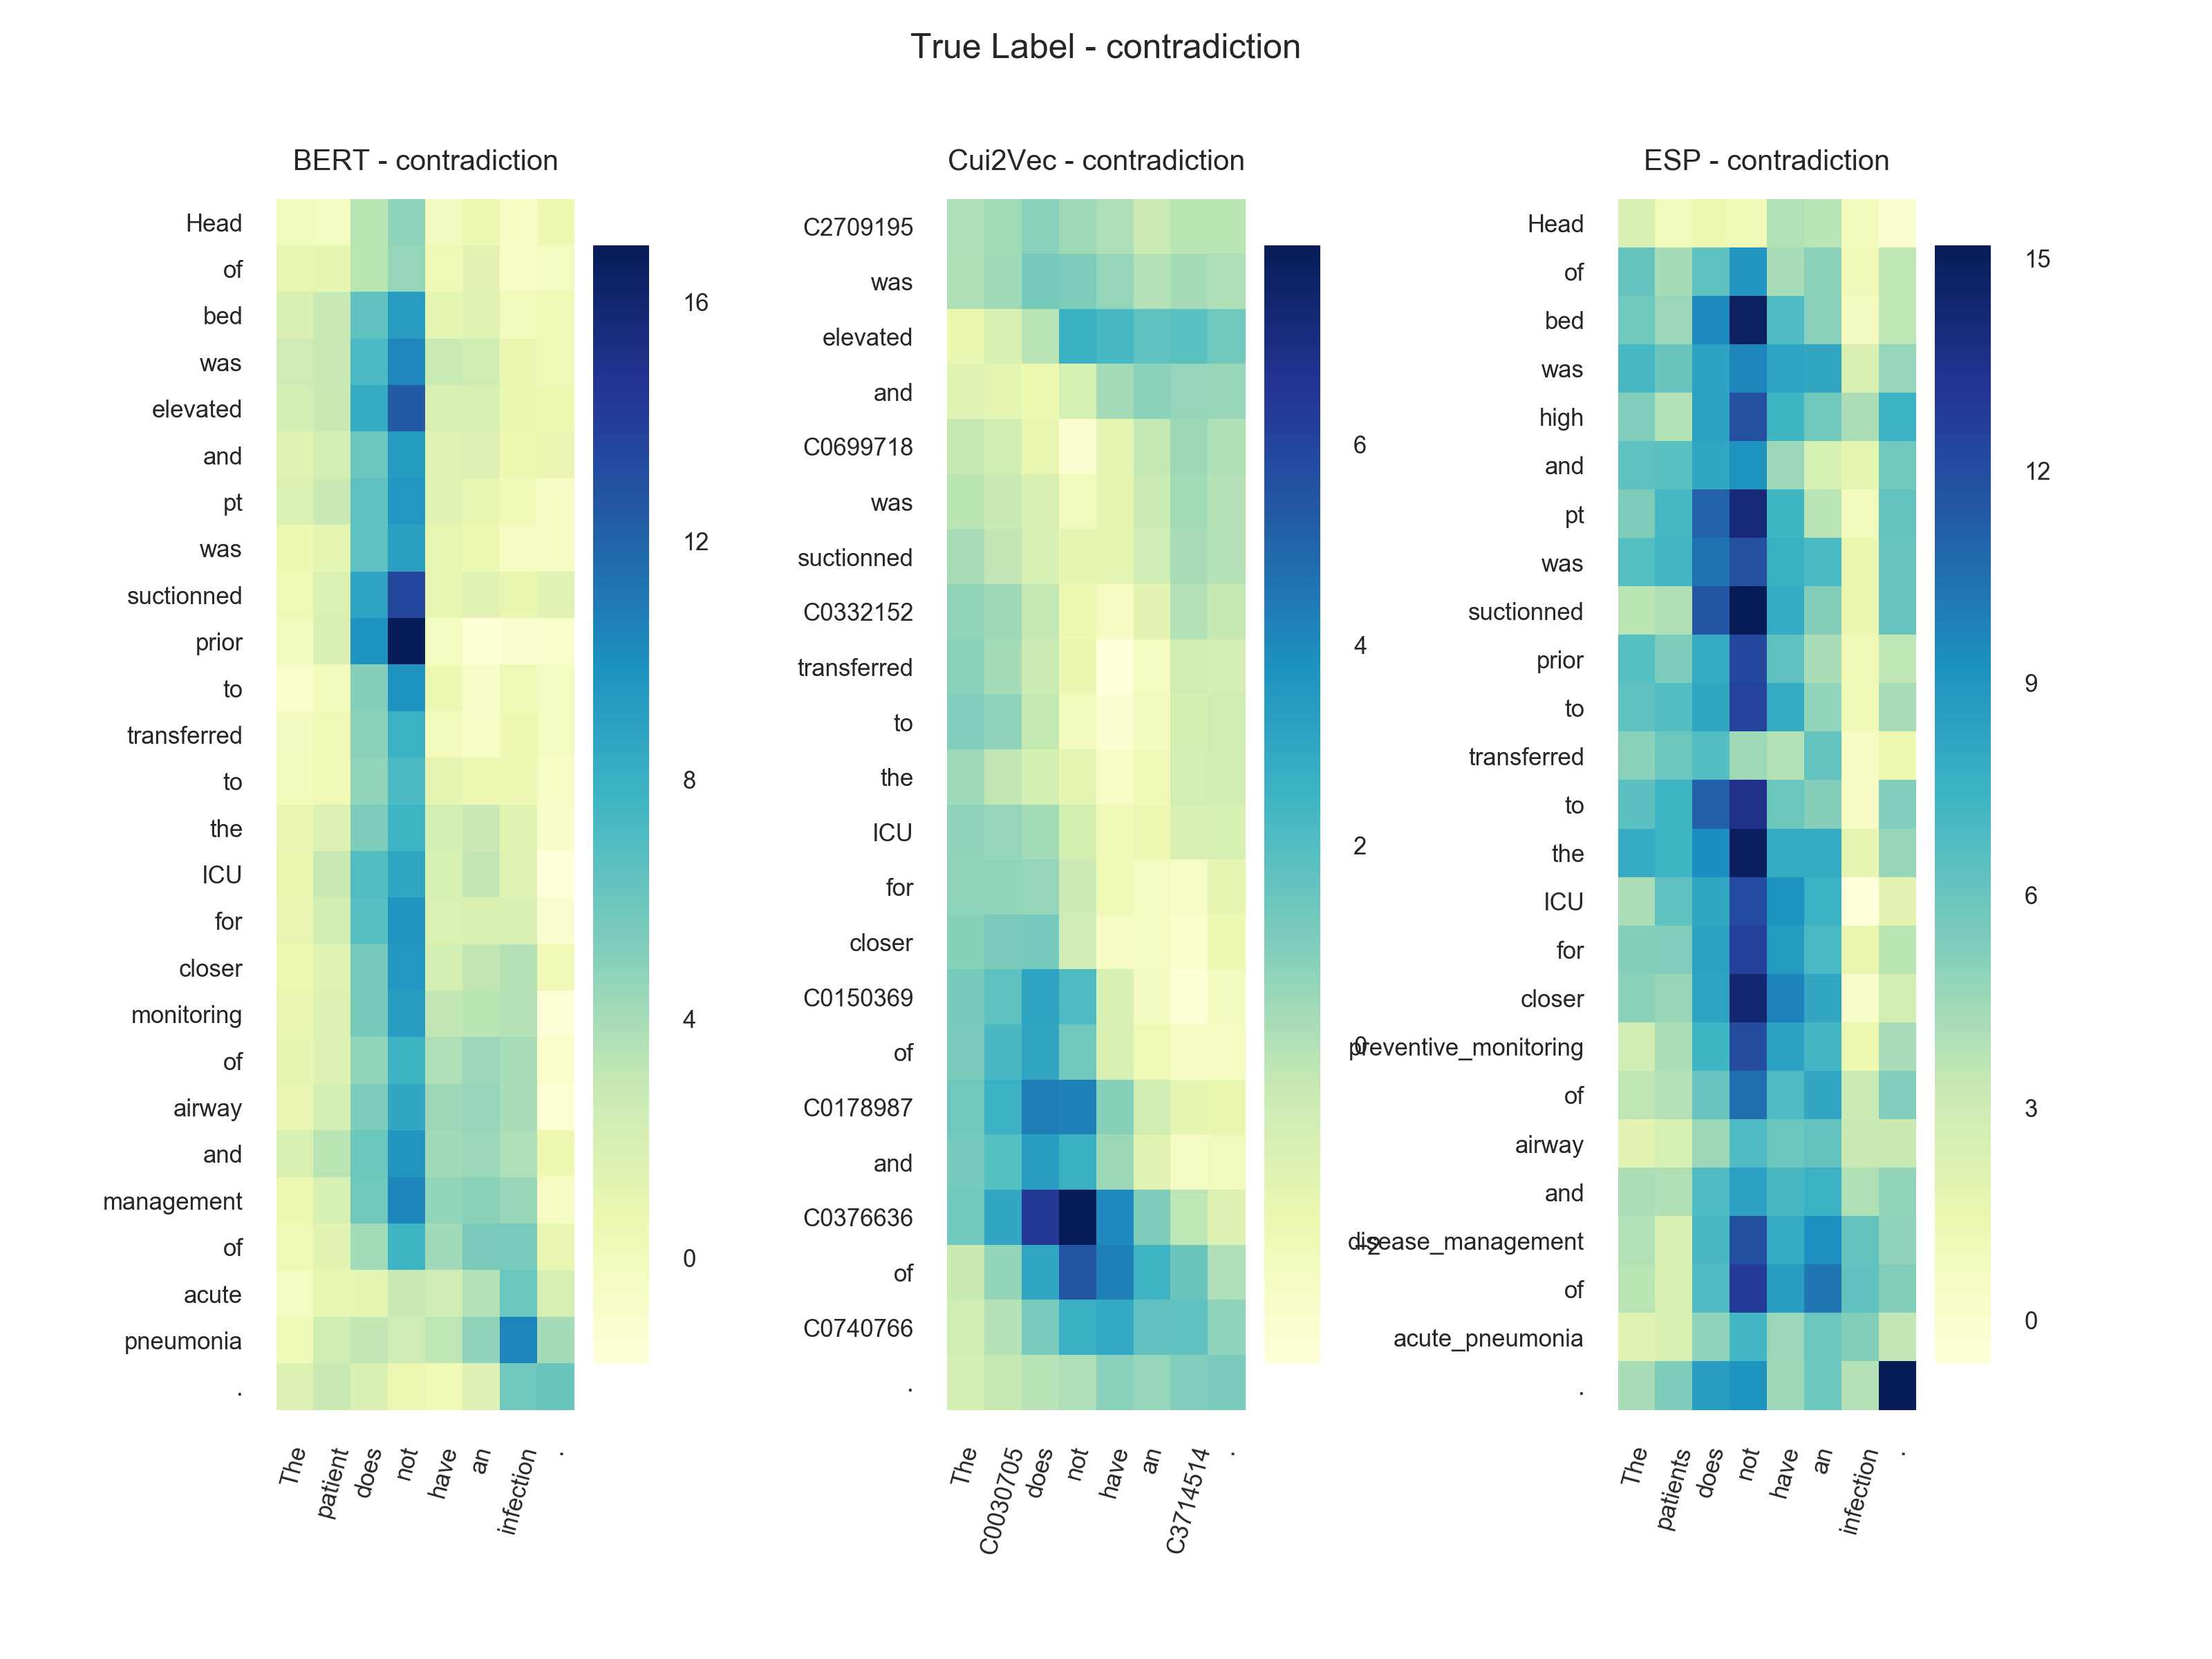 True Label - contradiction
BERT - contradiction
Head
of
bed
was
elevated
and
pt
was
suctionned
prior
to
transferred
to
the
ICU
for
closer
monitoring
of
airway
and
management
of
acute
pneumonia
.
The
patient
does
not
have
an
infection
.
16
12
8
4
0
Cui2Vec - contradiction
C2709195
was
elevated
and
C0699718
was
suctionned
C0332152
transferred
to
the
ICU
for
closer
C0150369
of
C0178987
and
C0376636
of
C0740766
.
The
C0030705
does
not
have
an
C3714514
.
6
4
2
0
−2
ESP - contradiction
Head
of
bed
was
high
and
pt
was
suctionned
prior
to
transferred
to
the
ICU
for
closer
preventive_monitoring
of
airway
and
disease_management
of
acute_pneumonia
.
The
patients
does
not
have
an
infection
.
15
12
9
6
3
0